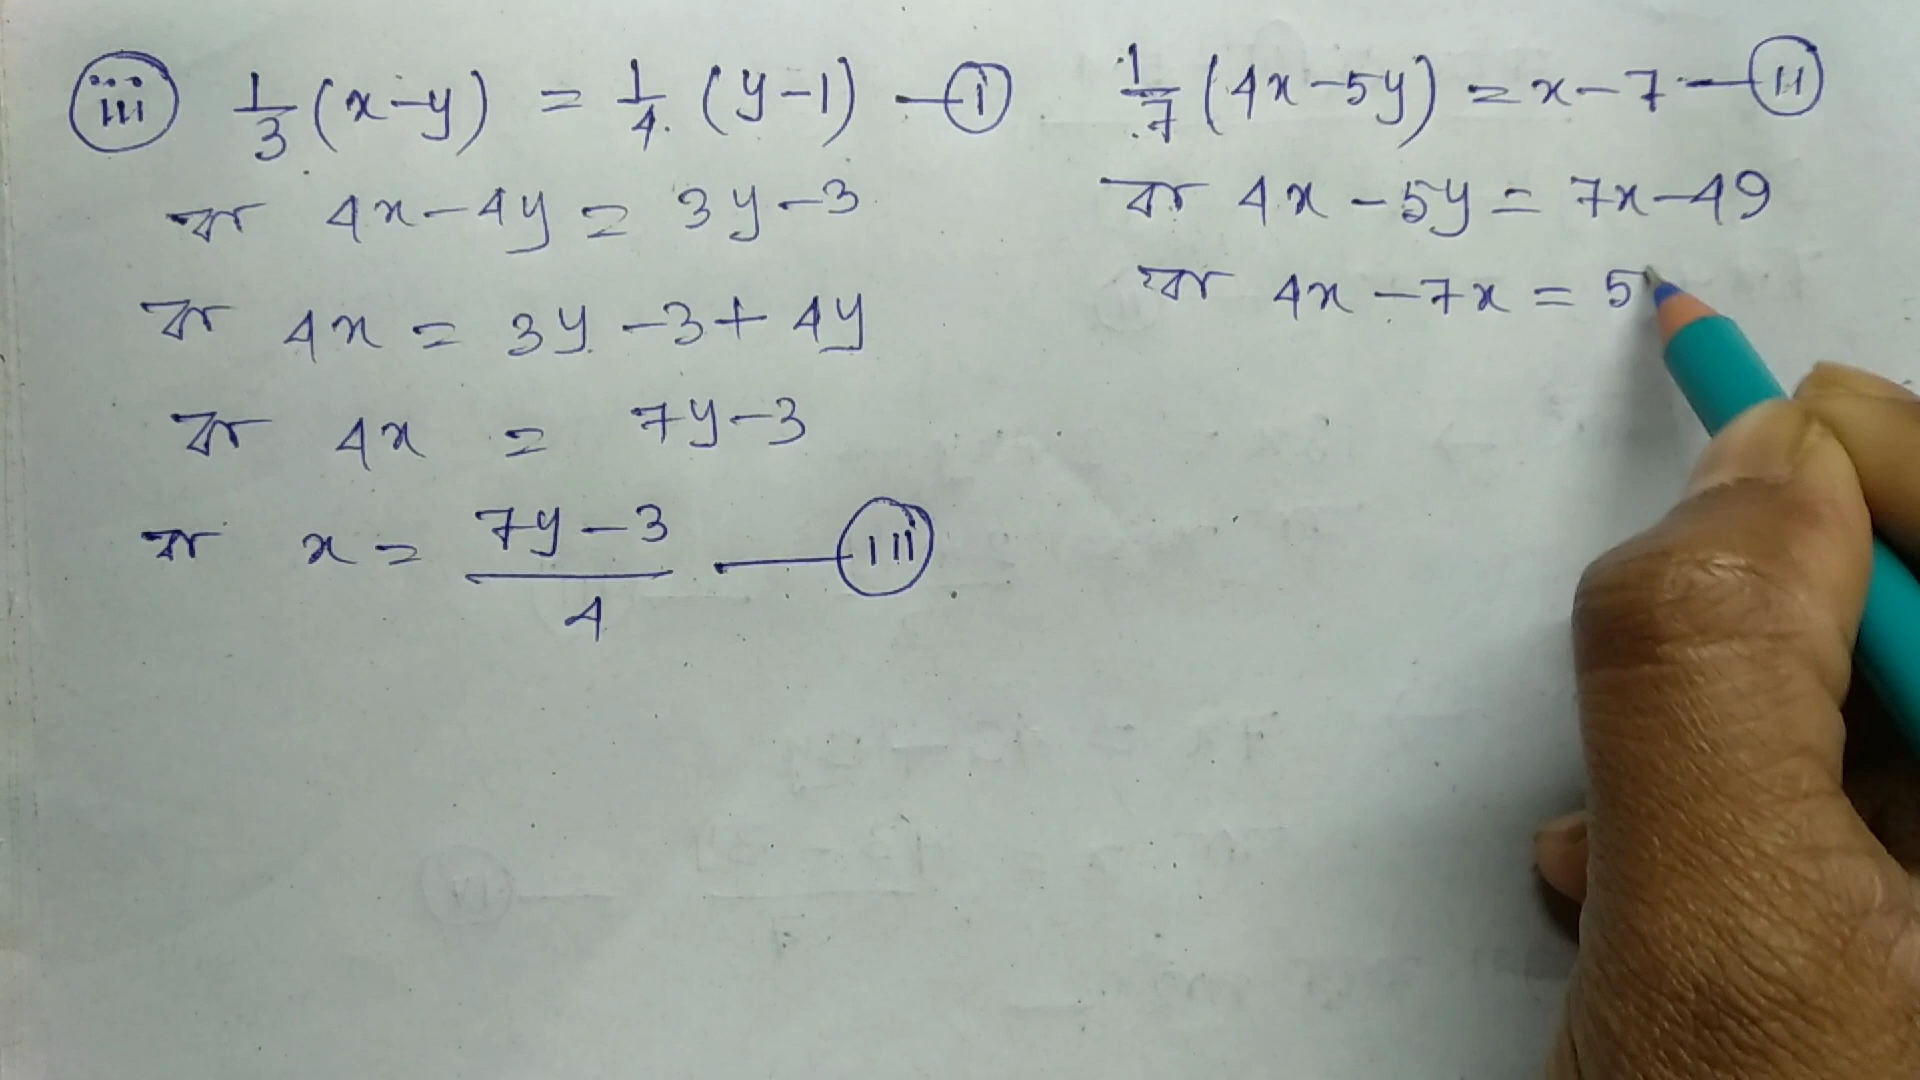 iii 1/3 (x-y) = 1/4 (y-1) — i
বা 4x-4y = 3y-3
বা 4x = 3y-3+4y
বা 4x = 7y-3
বা x = 7y-3/4 — iii
1/7 (4x-5y) = x-7 — ii
বা 4x-5y = 7x-49
বা 4x-7x = 5